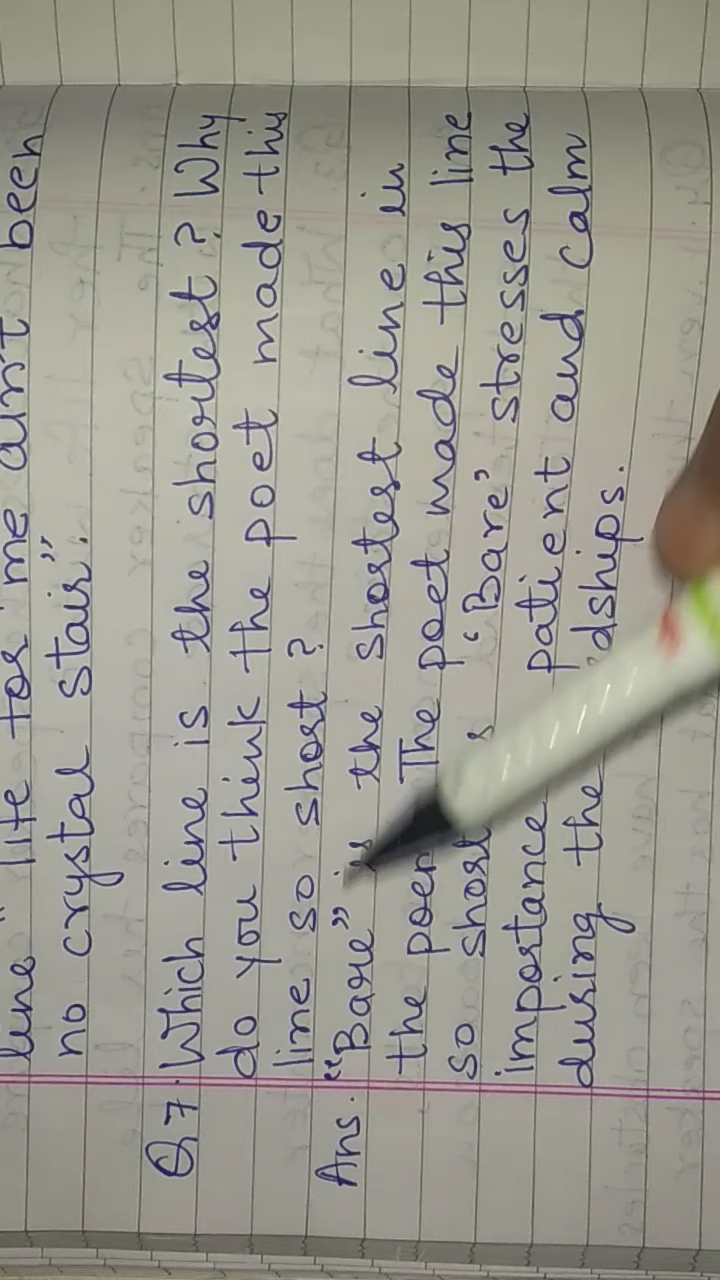 line " life for me ain't been
no crystal stair".
Q7. Which line is the shortest? Why
do you think the poet made this
line so short?
Ans. "Bare" is the shortest line in
the poem The poet made this line
so short 'Bare' stresses the
importance patient and calm
during the